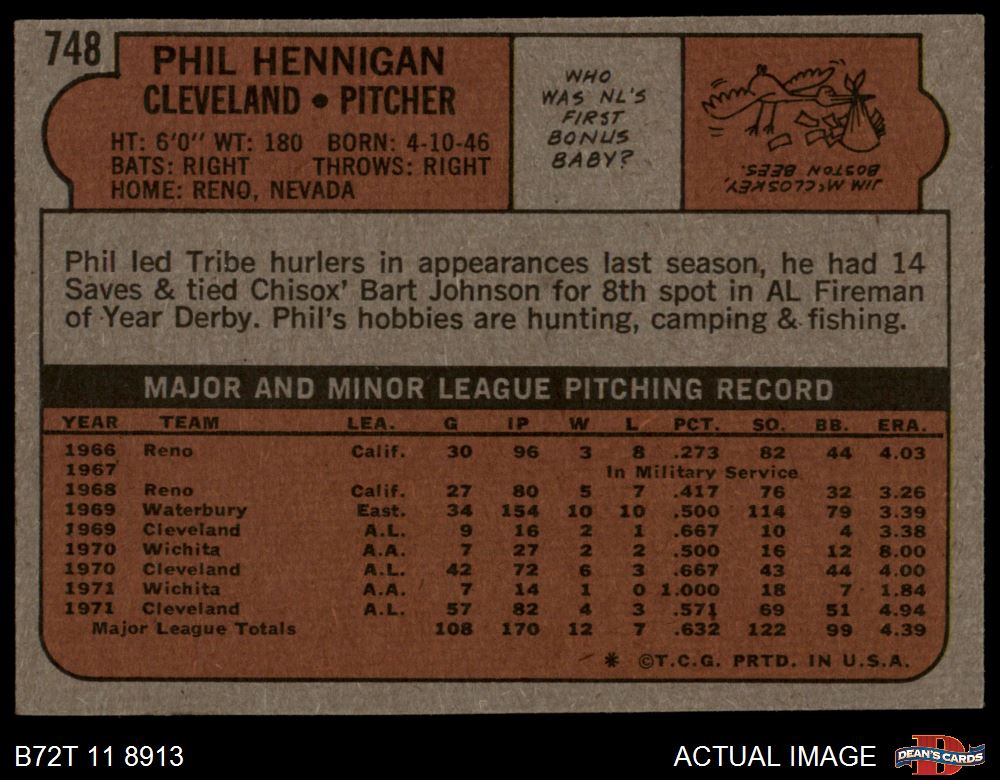 748
PHIL HENNIGAN
CLEVELAND • PITCHER
HT: 6'0" WT: 180 BORN: 4-10-46
BATS: RIGHT THROWS: RIGHT
HOME: RENO, NEVADA
WHO
WAS NL'S
FIRST
BONUS
BABY?
JIM McCLOSKEY,
BOSTON BEES.
Phil led Tribe hurlers in appearances last season, he had 14
Saves & tied Chisox' Bart Johnson for 8th spot in AL Fireman
of Year Derby. Phil's hobbies are hunting, camping & fishing.
MAJOR AND MINOR LEAGUE PITCHING RECORD
YEAR TEAM LEA. G IP W L PCT. SO. BB. ERA.
1966 Reno Calif. 30 96 3 8 .273 82 44 4.03
1967 In Military Service
1968 Reno Calif. 27 80 5 7 .417 76 32 3.26
1969 Waterbury East. 34 154 10 10 .500 114 79 3.39
1969 Cleveland A.L. 9 16 2 1 .667 10 4 3.38
1970 Wichita A.A. 7 27 2 2 .500 16 12 8.00
1970 Cleveland A.L. 42 72 6 3 .667 43 44 4.00
1971 Wichita A.A. 7 14 1 0 1.000 18 7 1.84
1971 Cleveland A.L. 57 82 4 3 .571 69 51 4.94
Major League Totals 108 170 12 7 .632 122 99 4.39
* ©T.C.G. PRTD. IN U.S.A.
B72T 11 8913
ACTUAL IMAGE
D
DEAN'S CARDS